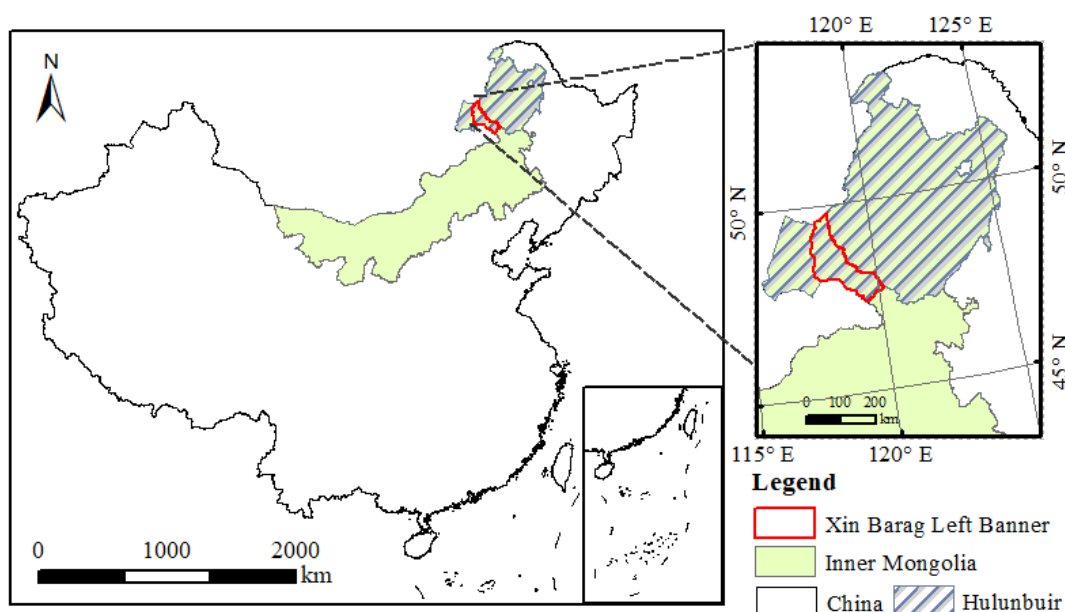 120° E 125° E
N
50° N
50° N
45° N
0 100 200
km
115° E 120° E
Legend
Xin Barag Left Banner
Inner Mongolia
China Hulunbuir
0 1000 2000
km